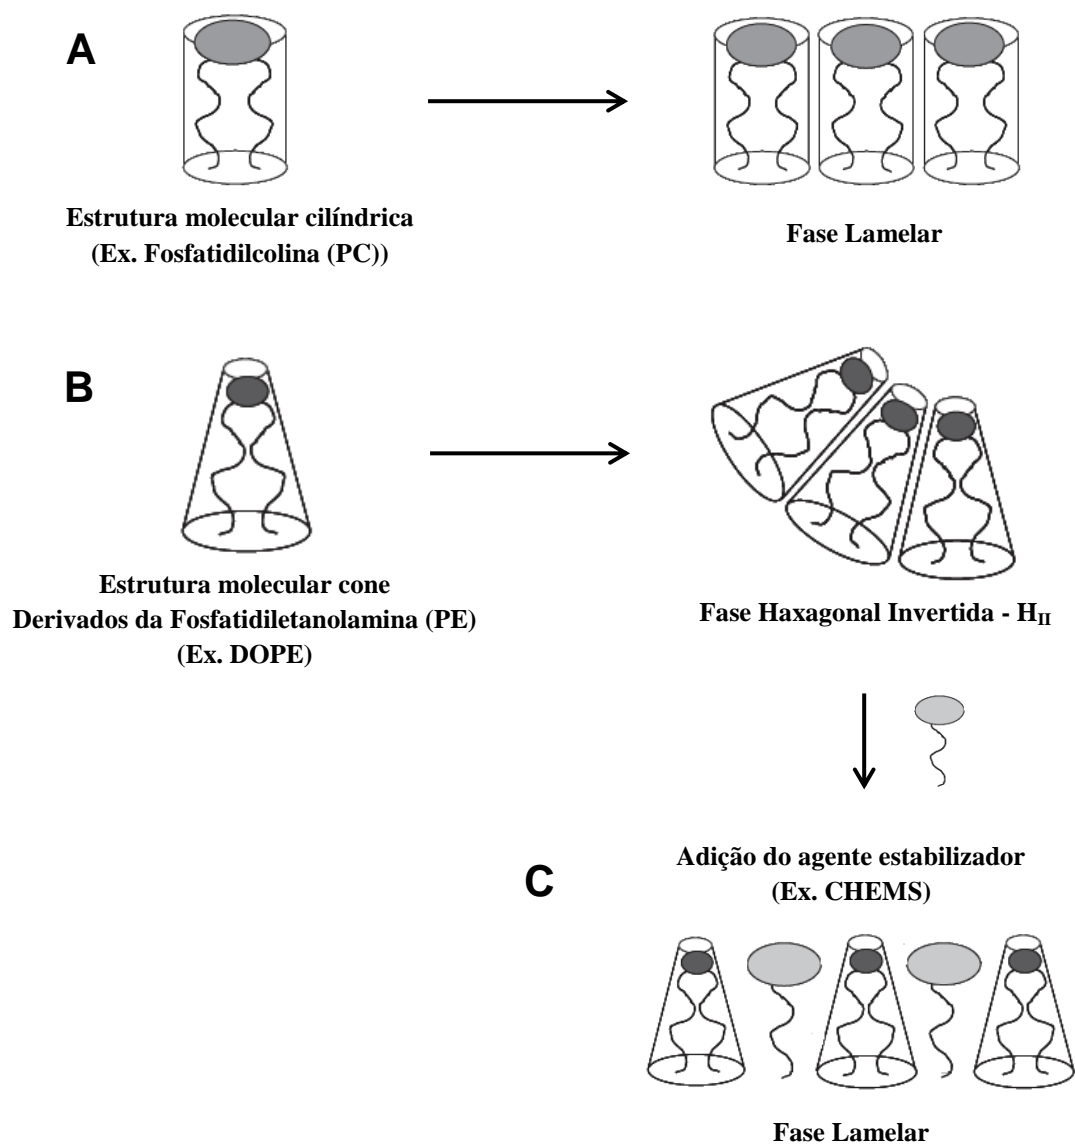 A
Estrutura molecular cilíndrica
(Ex. Fosfatidilcolina (PC))
Fase Lamelar
B
Estrutura molecular cone
Derivados da Fosfatidiletanolamina (PE)
(Ex. DOPE)
Fase Haxagonal Invertida - HII
C
Adição do agente estabilizador
(Ex. CHEMS)
Fase Lamelar